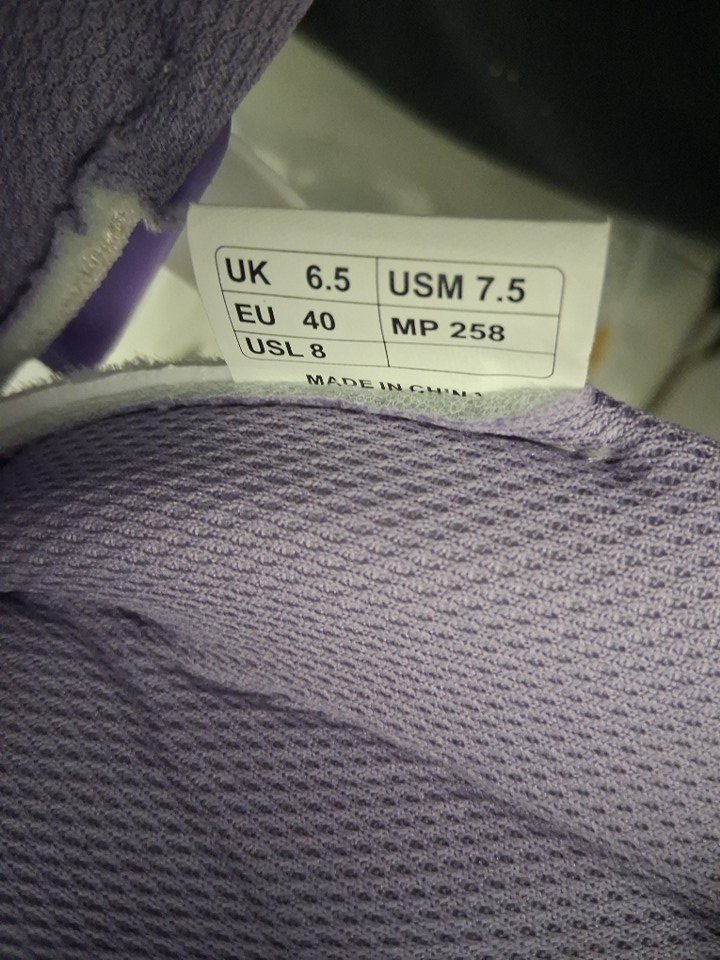 UK 6.5 USM 7.5
EU 40 MP 258
USL 8
MADE IN CHINA